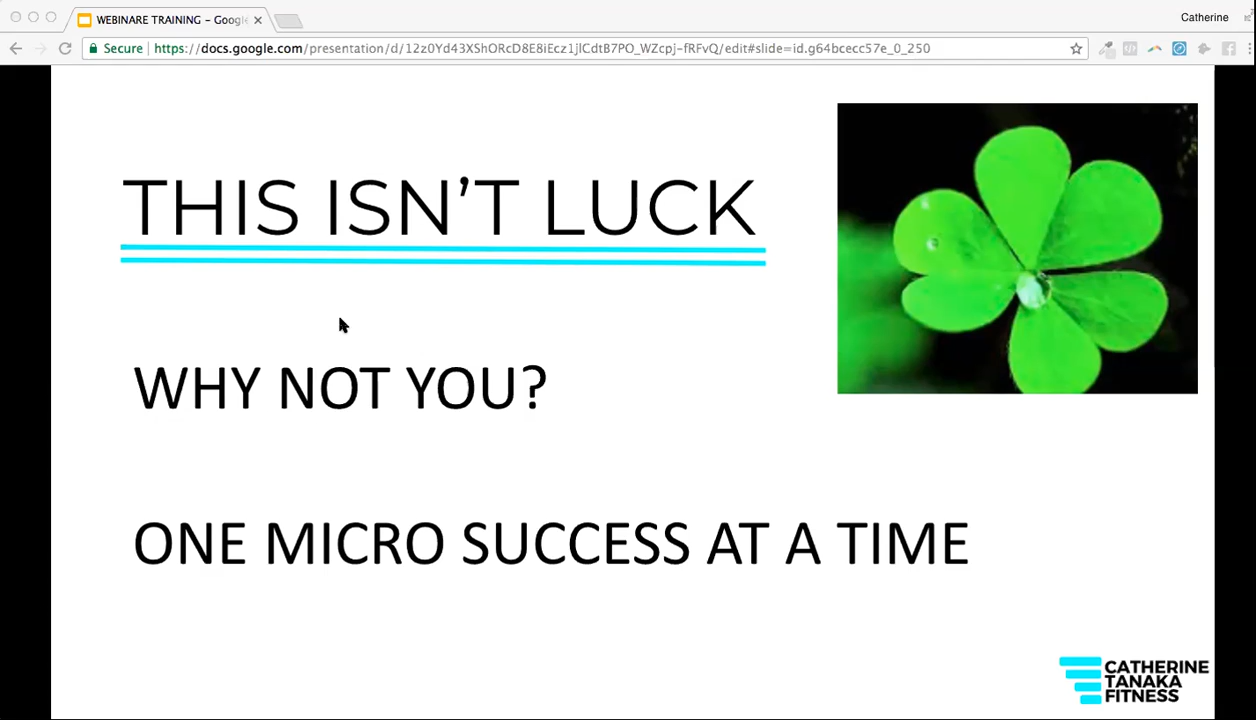 WEBINARE TRAINING – Googl
Catherine
Secure
https://docs.google.com/presentation/d/12z0Yd43XShORcD8E8iEcz1jlCdtB7PO_WZcpj-fRFvQ/edit#slide=id.g64bcecc57e_0_250
THIS ISN’T LUCK
WHY NOT YOU?
ONE MICRO SUCCESS AT A TIME
CATHERINE
TANAKA
FITNESS